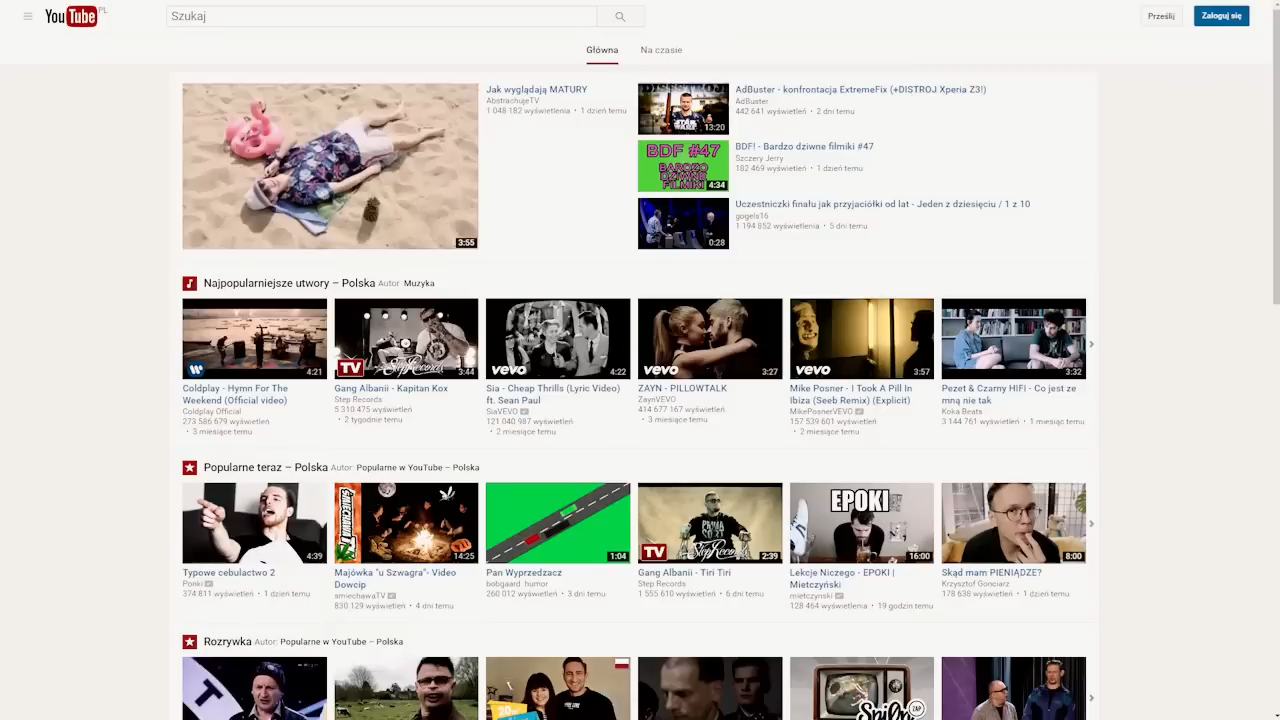 YouTube PL
Szukaj
Prześlij
Zaloguj się
Główna
Na czasie
3:55
Jak wyglądają MATURY
AbstrachujeTV
1 048 182 wyświetlenia • 1 dzień temu
STAR WARS
13:20
AdBuster - konfrontacja ExtremeFix (+DISTROJ Xperia Z3!)
AdBuster
442 641 wyświetleń • 2 dni temu
BDF #47
BARDZO
DZIWNE
FILMIKI
4:34
BDF! - Bardzo dziwne filmiki #47
Szczery Jerry
182 469 wyświetleń • 1 dzień temu
0:28
Uczestniczki finału jak przyjaciółki od lat - Jeden z dziesięciu / 1 z 10
gogels16
1 194 852 wyświetlenia • 5 dni temu
Najpopularniejsze utwory – Polska Autor: Muzyka
4:21
TV StepRecords 3:44
vevo 4:22
vevo 3:27
vevo 3:57
3:32
Coldplay - Hymn For The
Weekend (Official video)
Coldplay Official
273 586 679 wyświetleń
• 3 miesiące temu
Gang Albanii - Kapitan Kox
Step Records
5 310 475 wyświetleń
• 2 tygodnie temu
Sia - Cheap Thrills (Lyric Video)
ft. Sean Paul
SiaVEVO
121 040 987 wyświetleń
• 2 miesiące temu
ZAYN - PILLOWTALK
ZaynVEVO
414 677 167 wyświetleń
• 3 miesiące temu
Mike Posner - I Took A Pill In
Ibiza (Seeb Remix) (Explicit)
MikePosnerVEVO
157 539 601 wyświetleń
• 2 miesiące temu
Pezet & Czarny HIFI - Co jest ze
mną nie tak
Koka Beats
3 144 761 wyświetleń • 1 miesiąc temu
Popularne teraz – Polska Autor: Popularne w YouTube – Polska
4:39
14:25
1:04
TV StepRecords 2:39
EPOKI
16:00
8:00
Typowe cebulactwo 2
Ponki
374 811 wyświetleń • 1 dzień temu
Majówka "u Szwagra"- Video
Dowcip
smiechawaTV
830 129 wyświetleń • 4 dni temu
Pan Wyprzedzacz
bobgaard humor
260 012 wyświetleń • 3 dni temu
Gang Albanii - Tiri Tiri
Step Records
1 555 610 wyświetleń • 6 dni temu
Lekcje Niczego - EPOKI |
Mietczyński
mietczynski
128 464 wyświetlenia • 19 godzin temu
Skąd mam PIENIĄDZE?
Krzysztof Gonciarz
178 638 wyświetleń • 1 dzień temu
Rozrywka Autor: Popularne w YouTube – Polska
ZAP